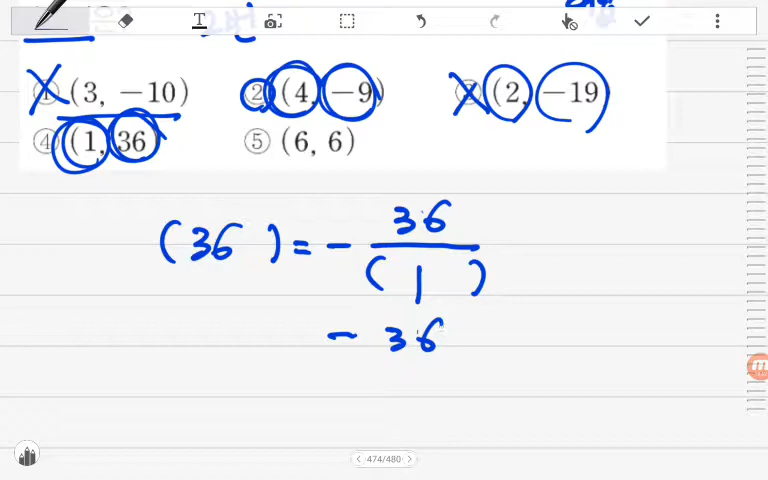 ① (3, −10) ② (4, −9) (2, −19)
④ (1, 36 ⑤ (6, 6)
(36) = − 36
( 1 )
− 36
474/480